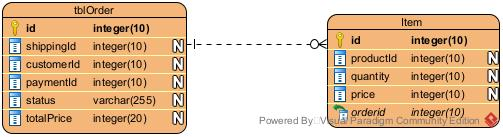 tblOrder
id integer(10)
shippingId integer(10) N
customerId integer(10) N
paymentId integer(10) N
status varchar(255) N
totalPrice integer(20) N
Item
id integer(10)
productId integer(10) N
quantity integer(10) N
price integer(10) N
orderid integer(10)
Powered By Visual Paradigm Community Edition